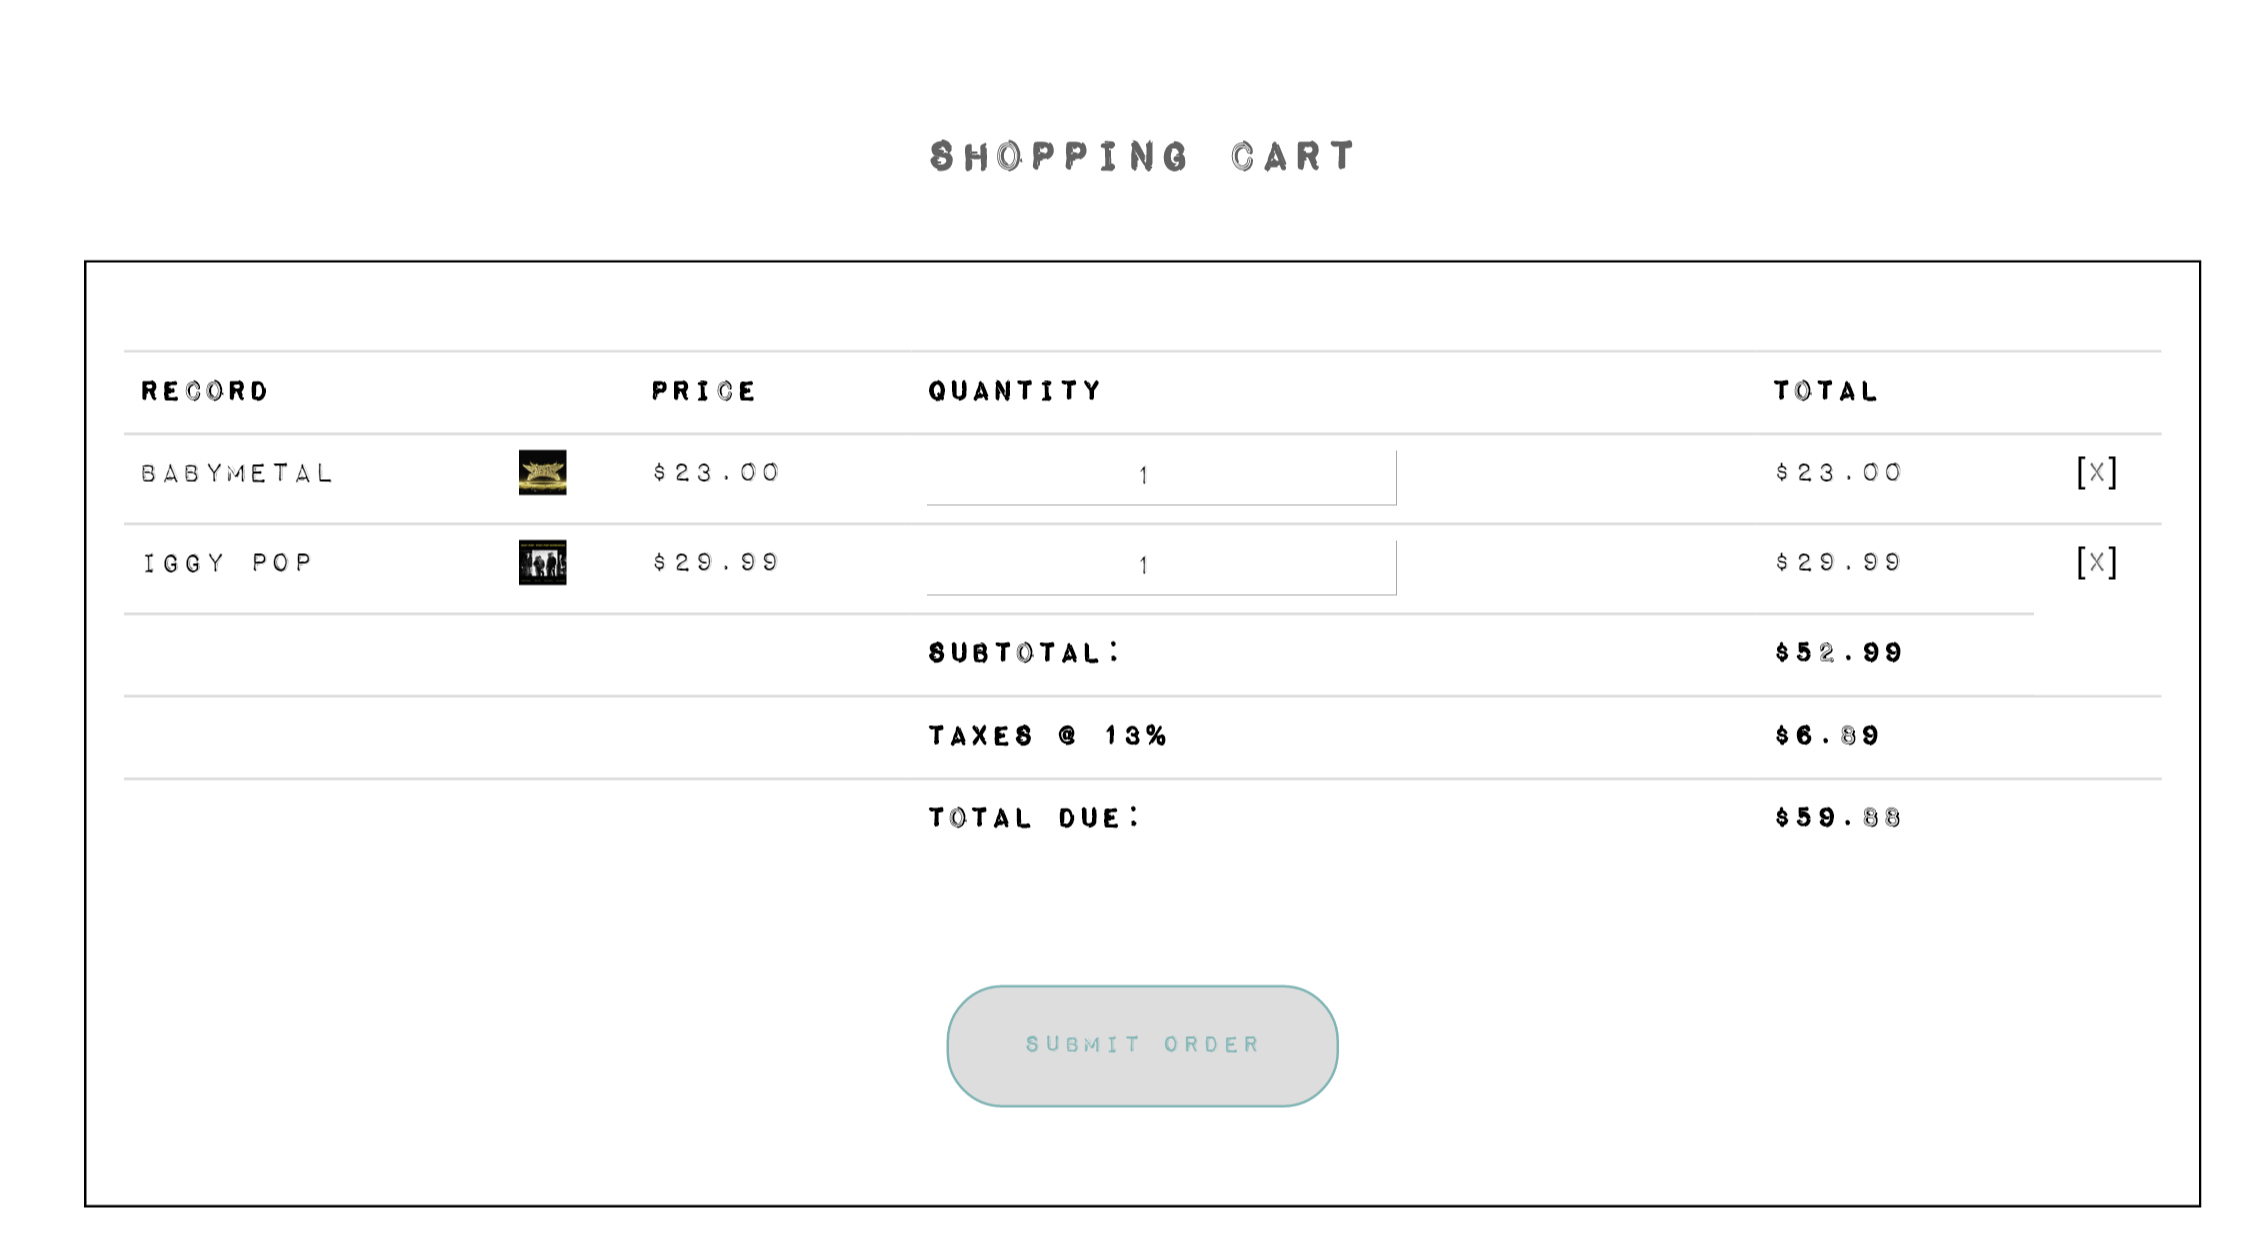 SHOPPING CART
RECORD PRICE QUANTITY TOTAL
BABYMETAL $23.00 1 $23.00 [X]
IGGY POP $29.99 1 $29.99 [X]
SUBTOTAL: $52.99
TAXES @ 13% $6.89
TOTAL DUE: $59.88
SUBMIT ORDER